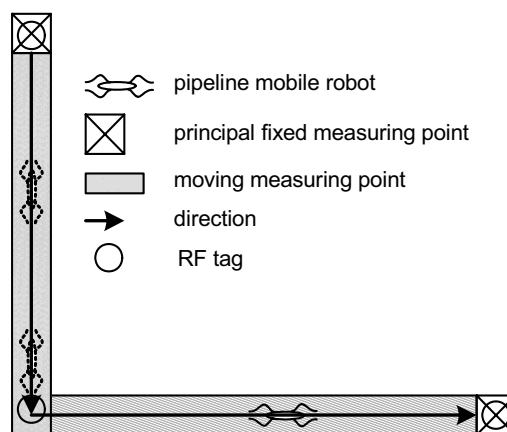 pipeline mobile robot
principal fixed measuring point
moving measuring point
direction
RF tag